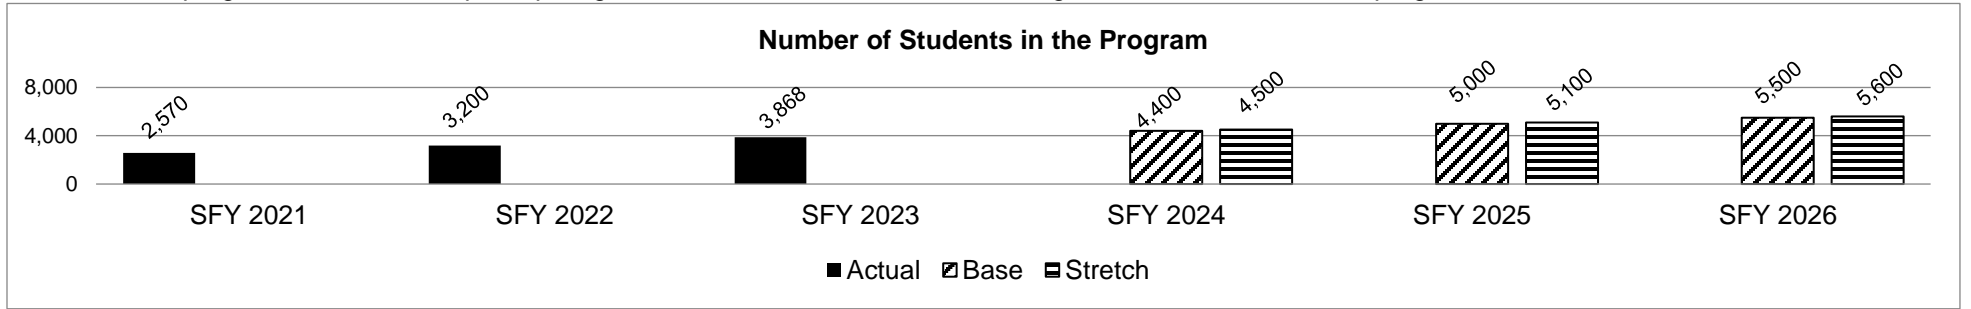 Number of Students in the Program
8,000
4,000
0
2,570
3,200
3,868
4,400
4,500
5,000
5,100
5,500
5,600
SFY 2021
SFY 2022
SFY 2023
SFY 2024
SFY 2025
SFY 2026
Actual
Base
Stretch